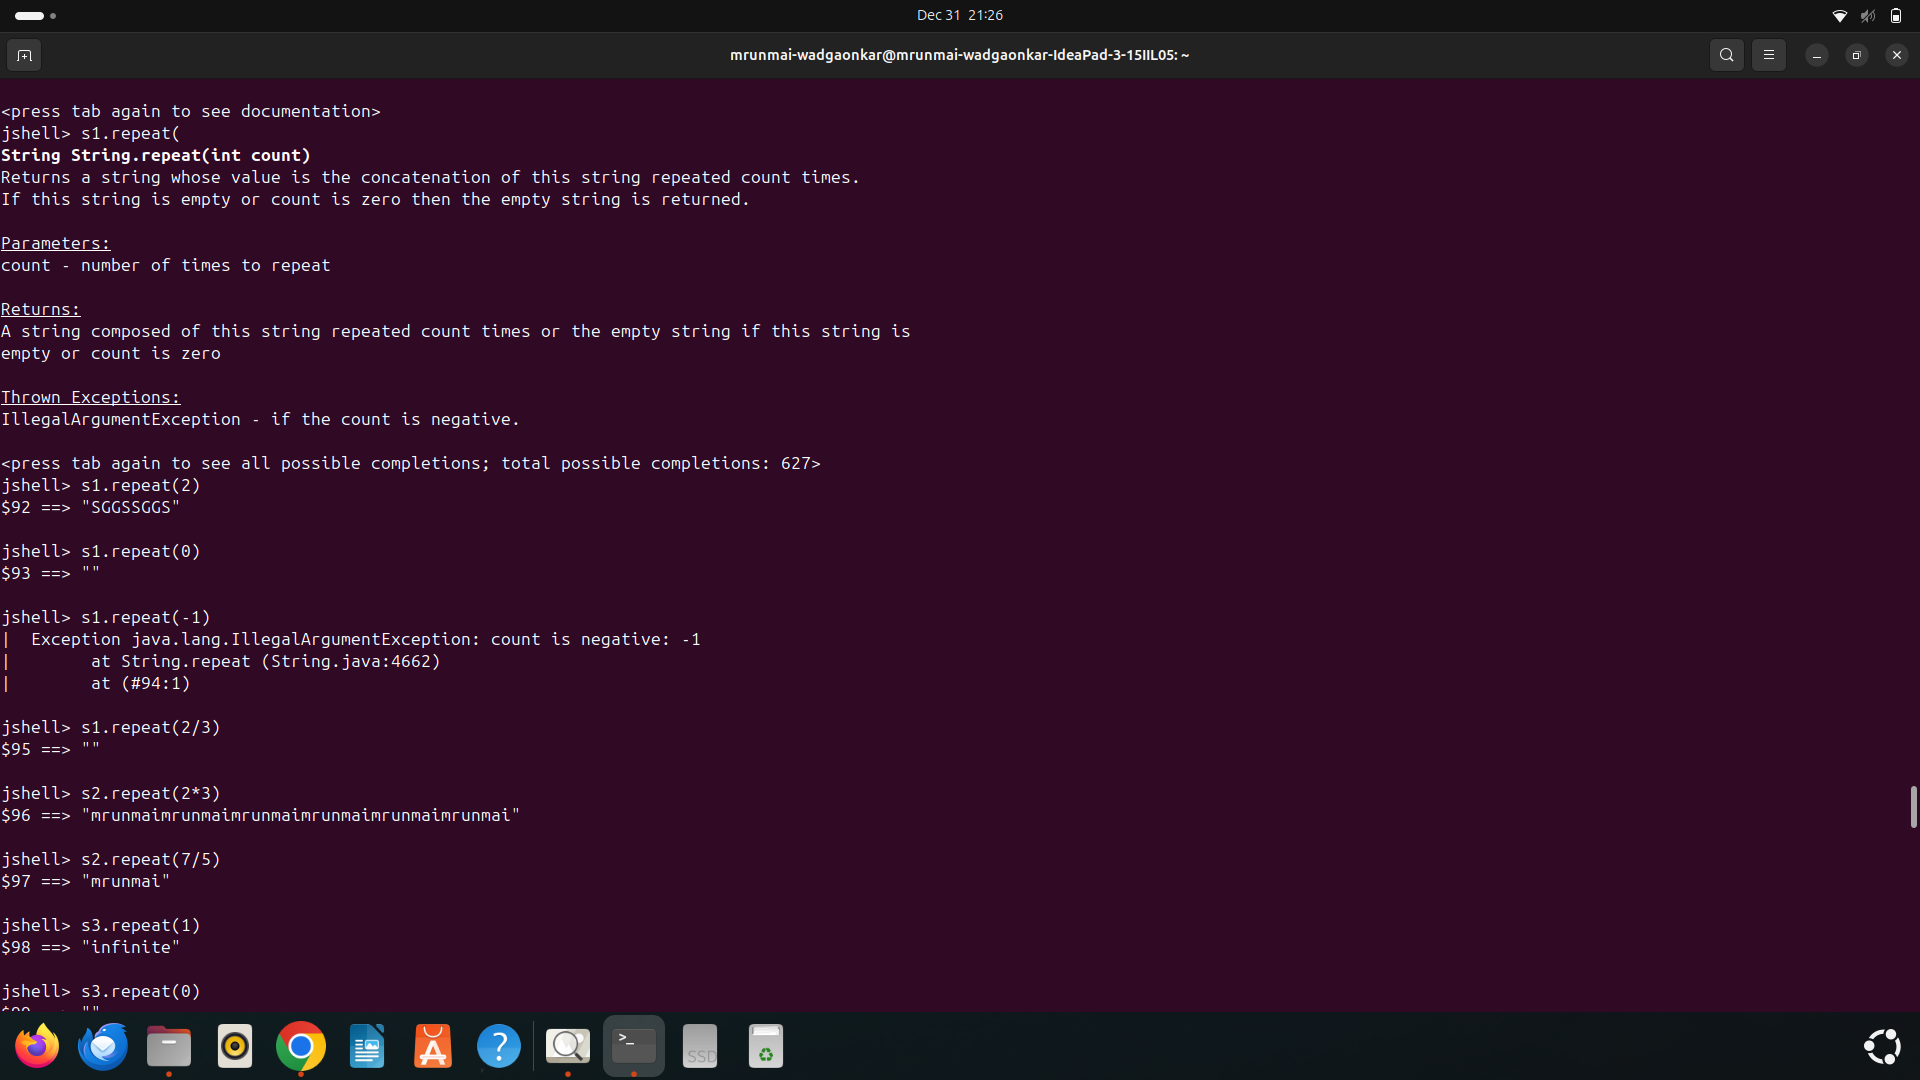 Dec 31 21:26
mrunmai-wadgaonkar@mrunmai-wadgaonkar-IdeaPad-3-15IIL05: ~
<press tab again to see documentation>
jshell> s1.repeat(
String String.repeat(int count)
Returns a string whose value is the concatenation of this string repeated count times.
If this string is empty or count is zero then the empty string is returned.
Parameters:
count - number of times to repeat
Returns:
A string composed of this string repeated count times or the empty string if this string is
empty or count is zero
Thrown Exceptions:
IllegalArgumentException - if the count is negative.
<press tab again to see all possible completions; total possible completions: 627>
jshell> s1.repeat(2)
$92 ==> "SGGSSGGS"
jshell> s1.repeat(0)
$93 ==> ""
jshell> s1.repeat(-1)
|  Exception java.lang.IllegalArgumentException: count is negative: -1
|        at String.repeat (String.java:4662)
|        at (#94:1)
jshell> s1.repeat(2/3)
$95 ==> ""
jshell> s2.repeat(2*3)
$96 ==> "mrunmaimrunmaimrunmaimrunmaimrunmaimrunmai"
jshell> s2.repeat(7/5)
$97 ==> "mrunmai"
jshell> s3.repeat(1)
$98 ==> "infinite"
jshell> s3.repeat(0)
$99 ==> ""
SSD